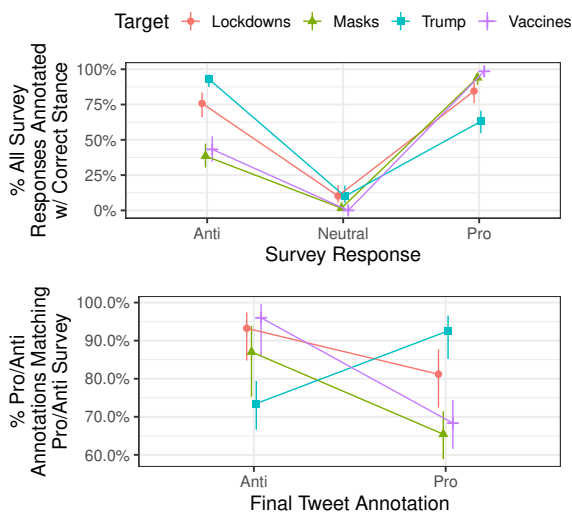 Target Lockdowns Masks Trump Vaccines
% All Survey
Responses Annotated
w/ Correct Stance
100%
75%
50%
25%
0%
Anti Neutral Pro
Survey Response
% Pro/Anti
Annotations Matching
Pro/Anti Survey
100.0%
90.0%
80.0%
70.0%
60.0%
Anti Pro
Final Tweet Annotation